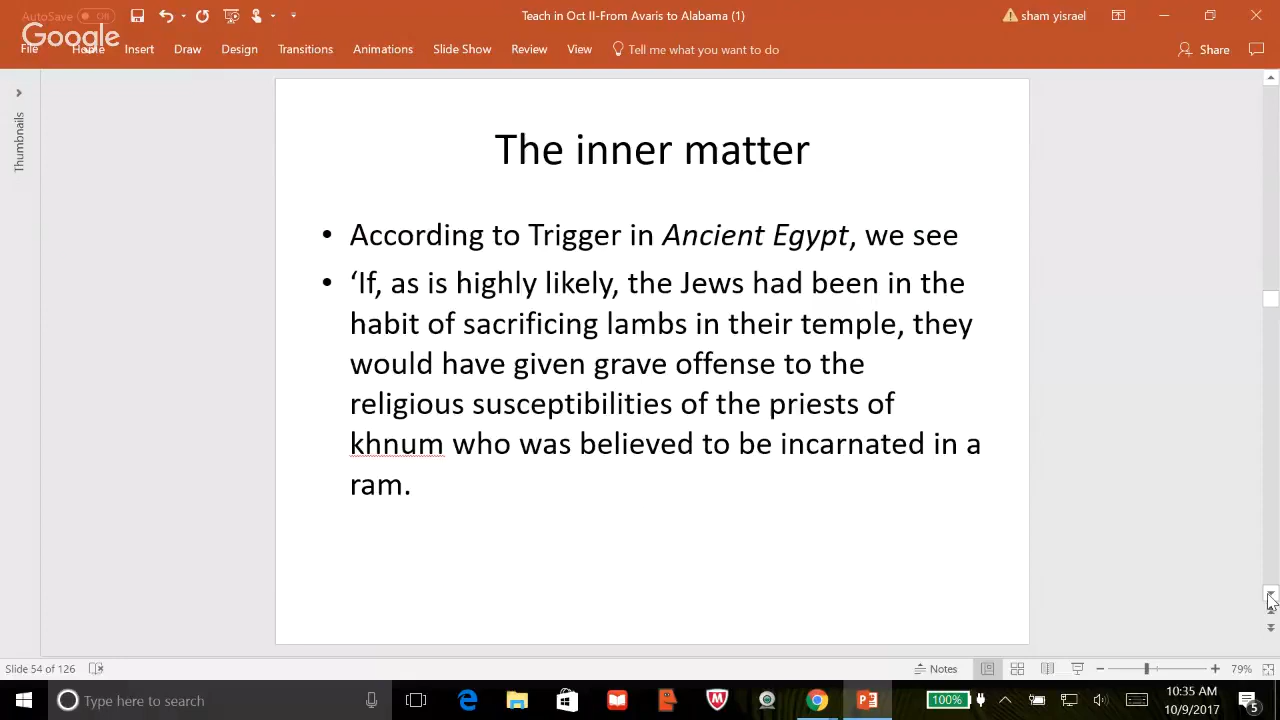 AutoSave Off
Teach in Oct II-From Avaris to Alabama (1)
sham yisrael
Google
File Home Insert Draw Design Transitions Animations Slide Show Review View Tell me what you want to do Share
Thumbnails
The inner matter
• According to Trigger in Ancient Egypt, we see
• ‘If, as is highly likely, the Jews had been in the
habit of sacrificing lambs in their temple, they
would have given grave offense to the
religious susceptibilities of the priests of
khnum who was believed to be incarnated in a
ram.
Slide 54 of 126
Notes
79%
Type here to search
100%
10:35 AM
10/9/2017
5